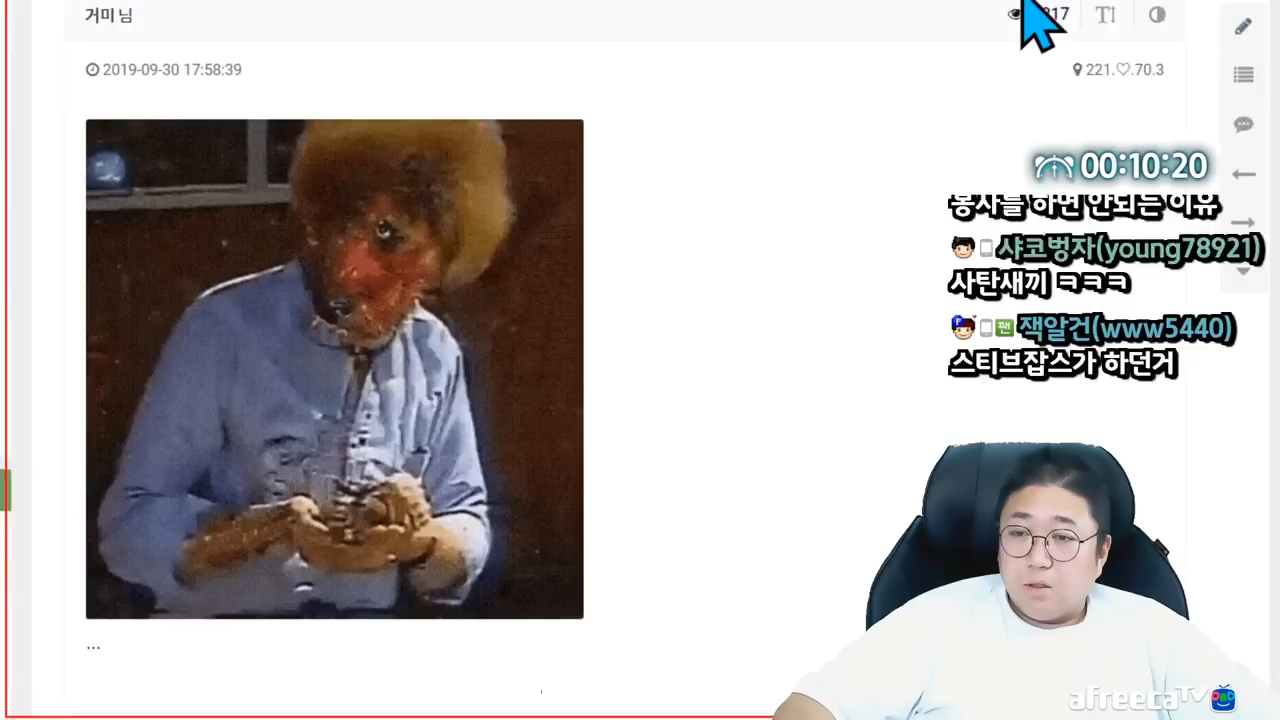 거미 님
17
2019-09-30 17:58:39
221.♡.70.3
00:10:20
봉사를 하면 안되는 이유
샤코벙자(young78921)
사탄새끼 ㅋㅋㅋ
F 팬 잭알건(www5440)
스티브잡스가 하던거
...
afreecaTV